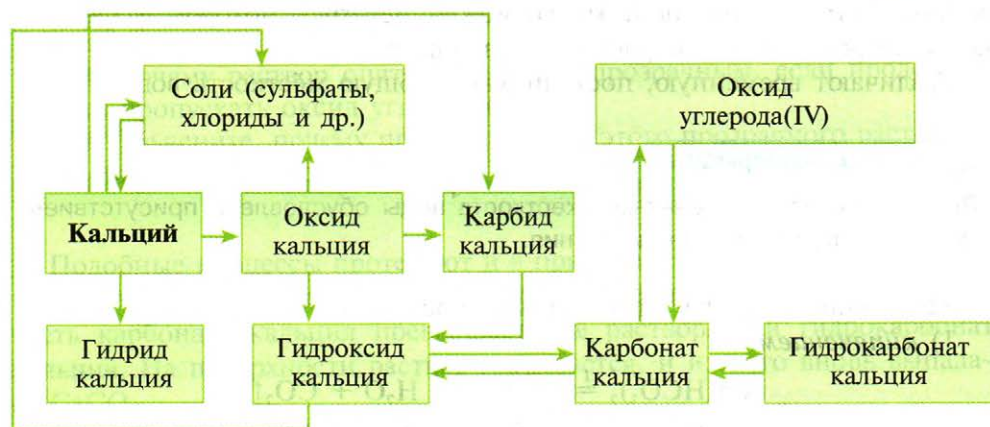 Соли (сульфаты,
хлориды и др.)
Оксид
углерода(IV)
Кальций
Оксид
кальция
Карбид
кальция
Гидрид
кальция
Гидроксид
кальция
Карбонат
кальция
Гидрокарбонат
кальция